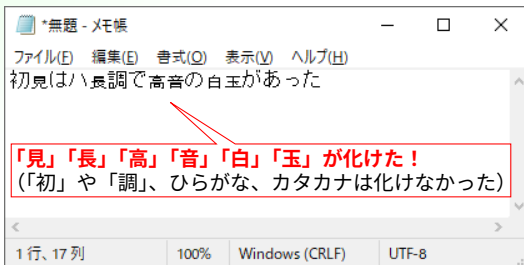 *無題 - メモ帳
ファイル(F) 編集(E) 書式(O) 表示(V) ヘルプ(H)
初見はハ長調で高音の白玉があった
「見」「長」「高」「音」「白」「玉」が化けた！
（「初」や「調」、ひらがな、カタカナは化けなかった）
1行、17列 100% Windows (CRLF) UTF-8